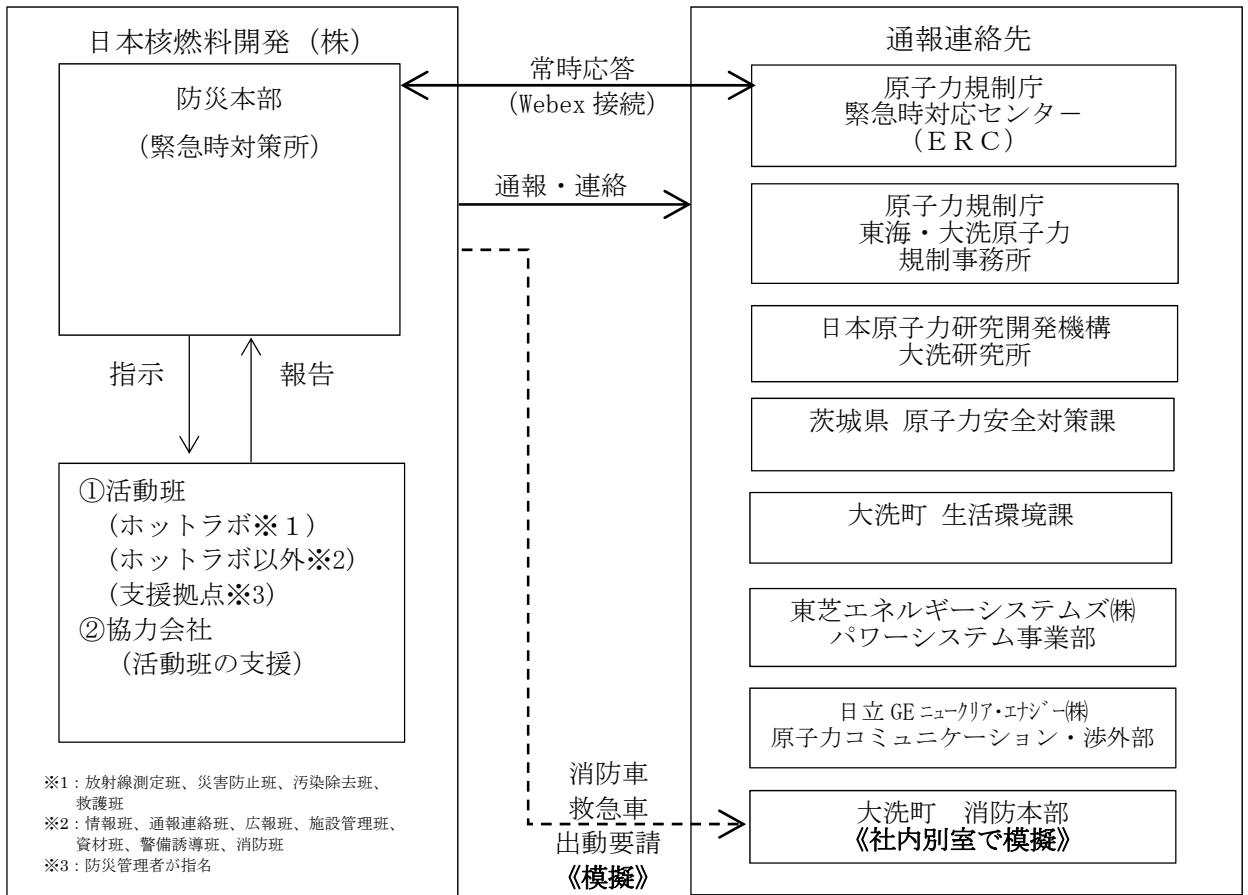 日本核燃料開発（株）
防災本部
（緊急時対策所）
指示
報告
①活動班
（ホットラボ※１）
（ホットラボ以外※2）
（支援拠点※3）
②協力会社
（活動班の支援）
※1：放射線測定班、災害防止班、汚染除去班、
救護班
※2：情報班、通報連絡班、広報班、施設管理班、
資材班、警備誘導班、消防班
※3：防災管理者が指名
常時応答
（Webex 接続）
通報・連絡
消防車
救急車
出動要請
《模擬》
通報連絡先
原子力規制庁
緊急時対応センター
（ＥＲＣ）
原子力規制庁
東海・大洗原子力
規制事務所
日本原子力研究開発機構
大洗研究所
茨城県 原子力安全対策課
大洗町 生活環境課
東芝エネルギーシステムズ㈱
パワーシステム事業部
日立 GE ﾆｭｰｸﾘｱ･ｴﾅｼﾞｰ㈱
原子力コミュニケーション・渉外部
大洗町　消防本部
《社内別室で模擬》